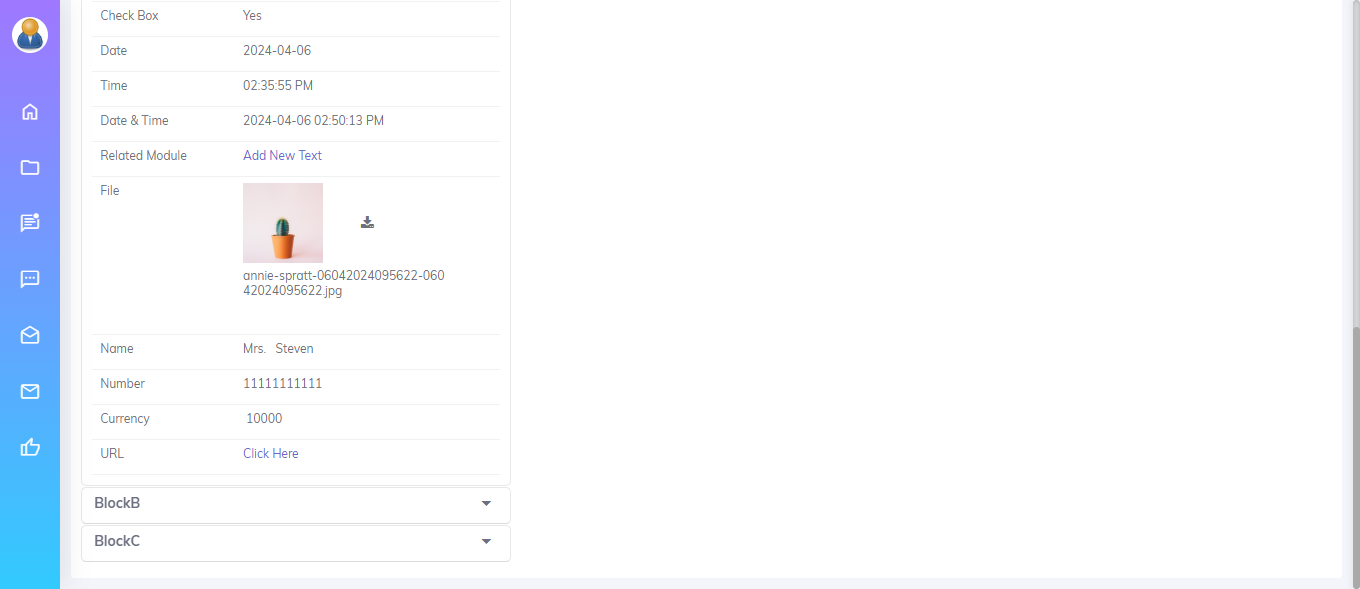 Check Box Yes
Date 2024-04-06
Time 02:35:55 PM
Date & Time 2024-04-06 02:50:13 PM
Related Module Add New Text
File
annie-spratt-06042024095622-060
42024095622.jpg
Name Mrs. Steven
Number 11111111111
Currency 10000
URL Click Here
BlockB
BlockC